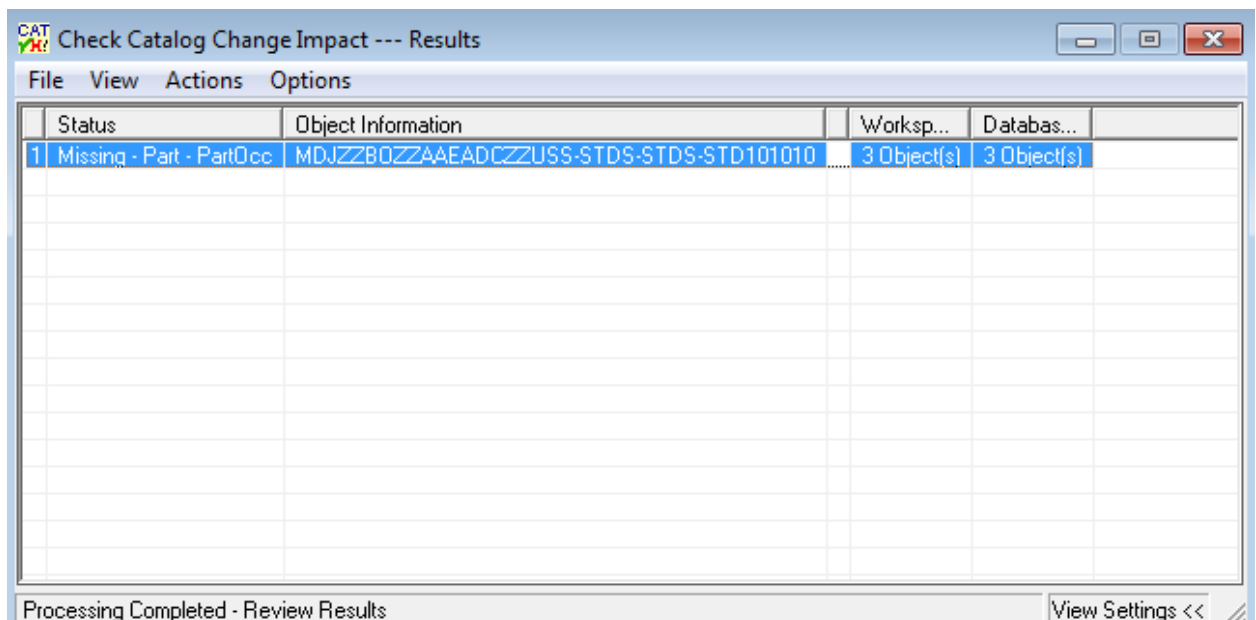 CAT
Check Catalog Change Impact --- Results
File View Actions Options
Status Object Information Worksp... Databas...
1 Missing - Part - PartOcc MDJZZBOZZAAEADCZZUSS-STDS-STDS-STD101010 3 Object(s) 3 Object(s)
Processing Completed - Review Results View Settings <<